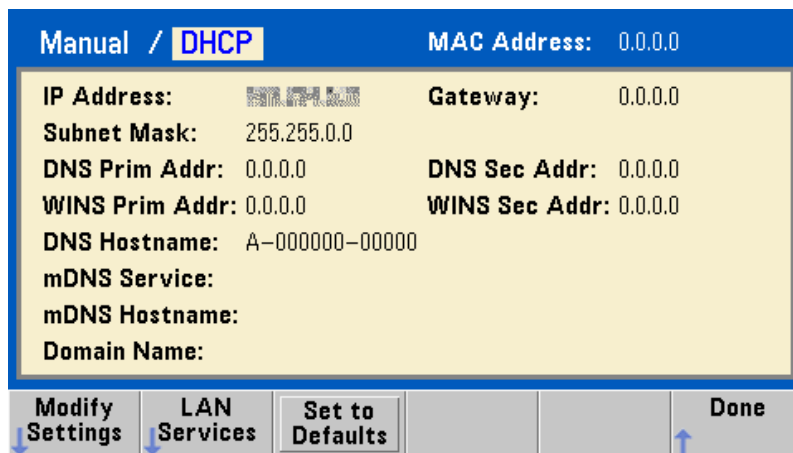 Manual / DHCP MAC Address: 0.0.0.0
IP Address: Gateway: 0.0.0.0
Subnet Mask: 255.255.0.0
DNS Prim Addr: 0.0.0.0 DNS Sec Addr: 0.0.0.0
WINS Prim Addr: 0.0.0.0 WINS Sec Addr: 0.0.0.0
DNS Hostname: A-000000-00000
mDNS Service:
mDNS Hostname:
Domain Name:
Modify Settings LAN Services Set to Defaults Done